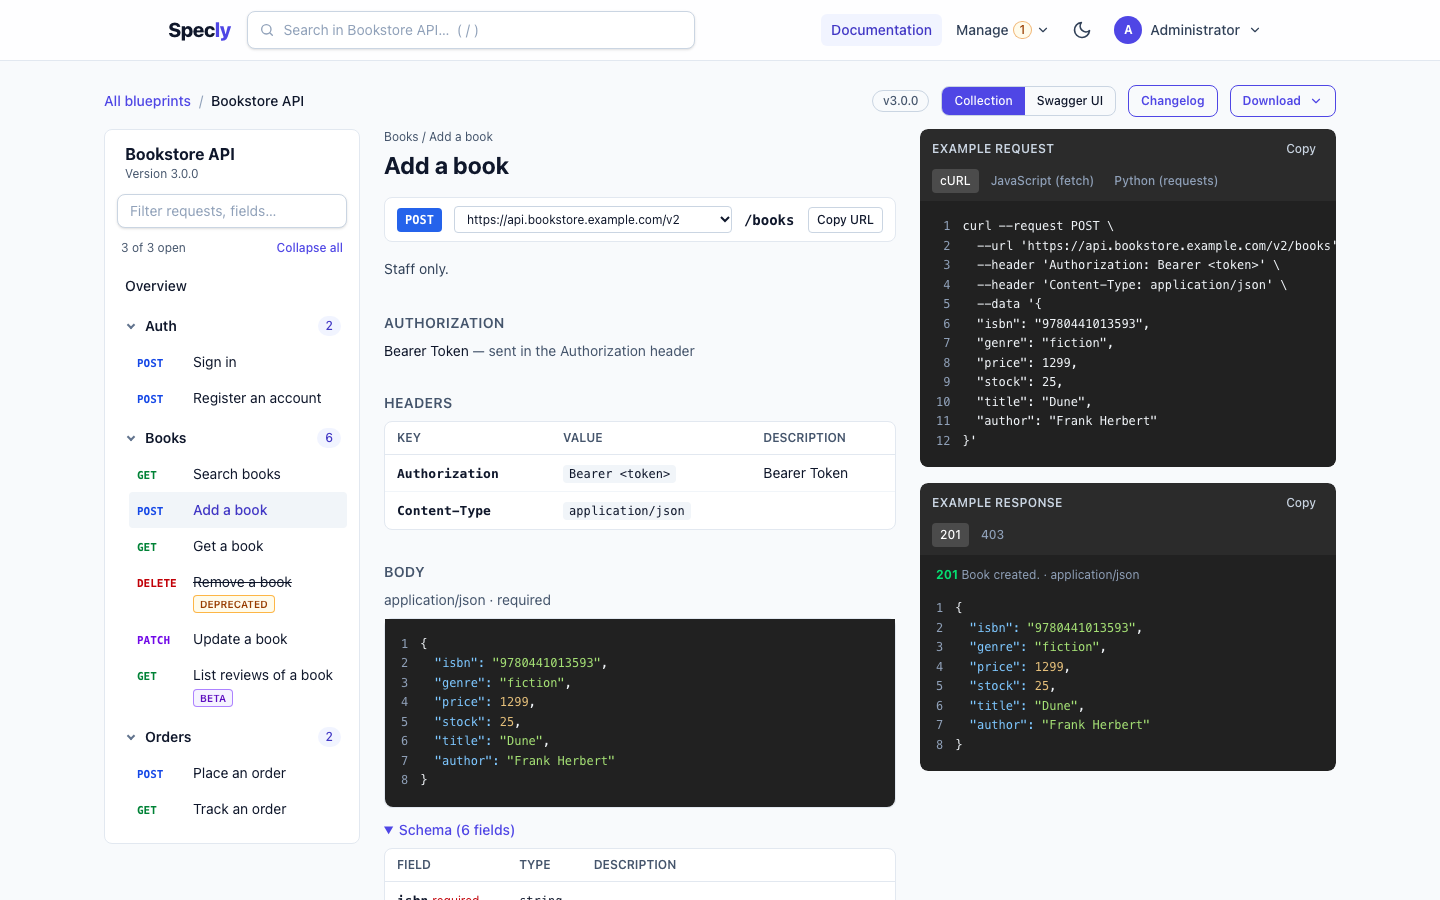 Specly
Search in Bookstore API... ( / )
Documentation
Manage 1
A
Administrator
All blueprints / Bookstore API
v3.0.0
Collection
Swagger UI
Changelog
Download
Bookstore API
Version 3.0.0
Filter requests, fields...
3 of 3 open
Collapse all
Overview
Auth 2
POST Sign in
POST Register an account
Books 6
GET Search books
POST Add a book
GET Get a book
DELETE Remove a book
DEPRECATED
PATCH Update a book
GET List reviews of a book
BETA
Orders 2
POST Place an order
GET Track an order
Books / Add a book
Add a book
POST https://api.bookstore.example.com/v2 /books Copy URL
Staff only.
AUTHORIZATION
Bearer Token — sent in the Authorization header
HEADERS
KEY VALUE DESCRIPTION
Authorization Bearer <token> Bearer Token
Content-Type application/json
BODY
application/json · required
1 {
2 "isbn": "9780441013593",
3 "genre": "fiction",
4 "price": 1299,
5 "stock": 25,
6 "title": "Dune",
7 "author": "Frank Herbert"
8 }
▼ Schema (6 fields)
FIELD TYPE DESCRIPTION
isbn required string
EXAMPLE REQUEST Copy
cURL JavaScript (fetch) Python (requests)
1 curl --request POST \
2 --url 'https://api.bookstore.example.com/v2/books'
3 --header 'Authorization: Bearer <token>' \
4 --header 'Content-Type: application/json' \
5 --data '{
6 "isbn": "9780441013593",
7 "genre": "fiction",
8 "price": 1299,
9 "stock": 25,
10 "title": "Dune",
11 "author": "Frank Herbert"
12 }'
EXAMPLE RESPONSE Copy
201 403
201 Book created. · application/json
1 {
2 "isbn": "9780441013593",
3 "genre": "fiction",
4 "price": 1299,
5 "stock": 25,
6 "title": "Dune",
7 "author": "Frank Herbert"
8 }